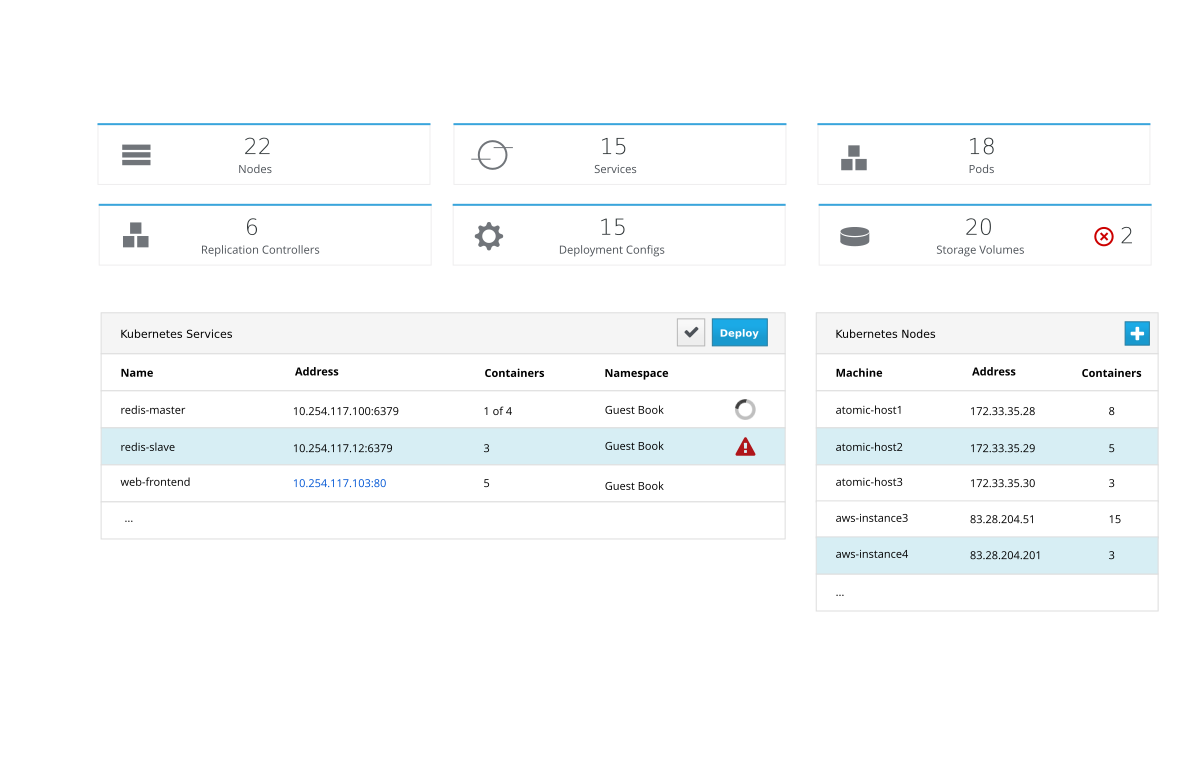 22
Nodes
15
Services
18
Pods
6
Replication Controllers
15
Deployment Configs
20
Storage Volumes
2
Kubernetes Services
Deploy
Name Address Containers Namespace
redis-master 10.254.117.100:6379 1 of 4 Guest Book
redis-slave 10.254.117.12:6379 3 Guest Book
web-frontend 10.254.117.103:80 5 Guest Book
...
Kubernetes Nodes
Machine Address Containers
atomic-host1 172.33.35.28 8
atomic-host2 172.33.35.29 5
atomic-host3 172.33.35.30 3
aws-instance3 83.28.204.51 15
aws-instance4 83.28.204.201 3
...